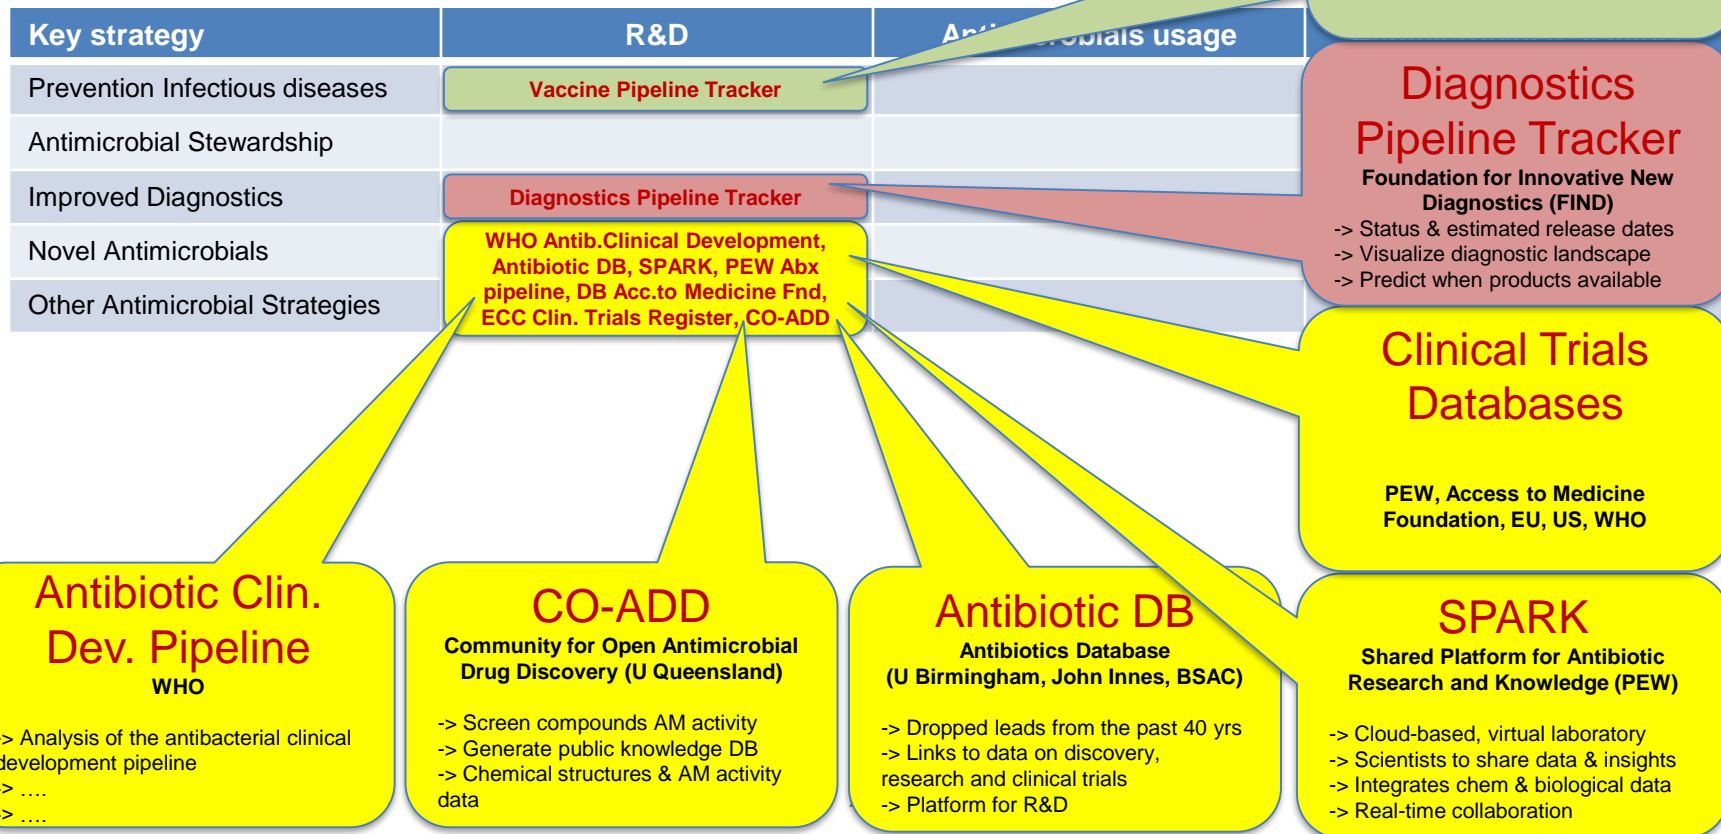 Key strategy
R&D
Antimicrobials usage
Prevention Infectious diseases
Vaccine Pipeline Tracker
Antimicrobial Stewardship
Improved Diagnostics
Diagnostics Pipeline Tracker
Novel Antimicrobials
Other Antimicrobial Strategies
WHO Antib.Clinical Development,
Antibiotic DB, SPARK, PEW Abx
pipeline, DB Acc.to Medicine Fnd,
ECC Clin. Trials Register, CO-ADD
Diagnostics
Pipeline Tracker
Foundation for Innovative New
Diagnostics (FIND)
-> Status & estimated release dates
-> Visualize diagnostic landscape
-> Predict when products available
Clinical Trials
Databases
PEW, Access to Medicine
Foundation, EU, US, WHO
Antibiotic Clin.
Dev. Pipeline
WHO
-> Analysis of the antibacterial clinical
development pipeline
-> ....
-> ....
CO-ADD
Community for Open Antimicrobial
Drug Discovery (U Queensland)
-> Screen compounds AM activity
-> Generate public knowledge DB
-> Chemical structures & AM activity
data
Antibiotic DB
Antibiotics Database
(U Birmingham, John Innes, BSAC)
-> Dropped leads from the past 40 yrs
-> Links to data on discovery,
research and clinical trials
-> Platform for R&D
SPARK
Shared Platform for Antibiotic
Research and Knowledge (PEW)
-> Cloud-based, virtual laboratory
-> Scientists to share data & insights
-> Integrates chem & biological data
-> Real-time collaboration